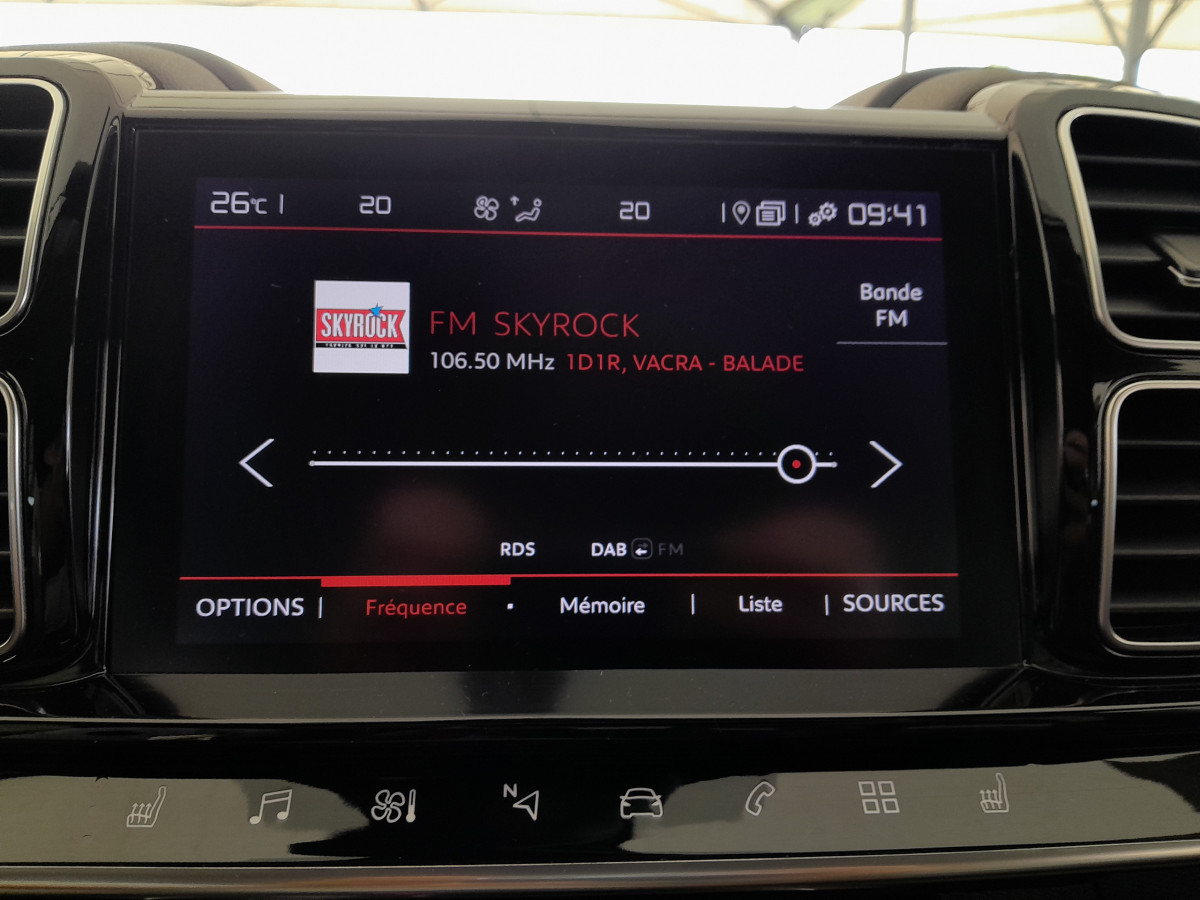 26°C 20 20 09:41
Bande
FM
SKYROCK
FM SKYROCK
106.50 MHz 1D1R, VACRA - BALADE
RDS DAB FM
OPTIONS Fréquence Mémoire Liste SOURCES
N